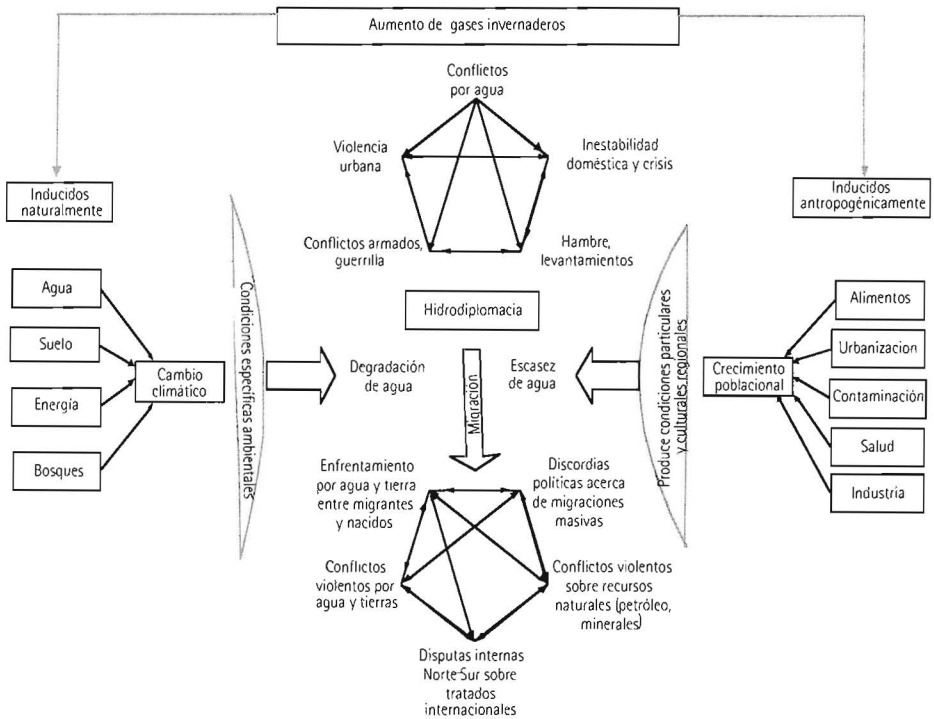 Aumento de gases invernaderos
Conflictos
por agua
Violencia
urbana
Inestabilidad
doméstica y crisis
Inducidos
naturalmente
Inducidos
antropogénicamente
Conflictos armados,
guerrilla
Hambre,
levantamientos
Agua
Suelo
Energía
Bosques
Cambio
climático
Condiciones específicas ambientales
Hidrodiplomacia
Degradación
de agua
Migración
Escasez
de agua
Produce condiciones particulares
y culturales regionales
Crecimiento
poblacional
Alimentos
Urbanizacion
Contaminación
Salud
Industria
Enfrentamiento
por agua y tierra
entre migrantes
y nacidos
Discordias
políticas acerca
de migraciones
masivas
Conflictos
violentos por
agua y tierras
Conflictos violentos
sobre recursos
naturales (petróleo,
minerales)
Disputas internas
Norte-Sur sobre
tratados
internacionales